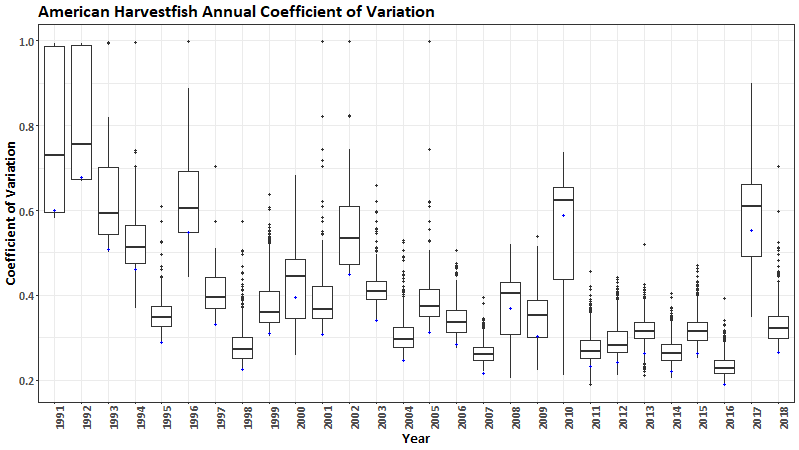 American Harvestfish Annual Coefficient of Variation
1.0
0.8
0.6
0.4
0.2
Coefficient of Variation
1991 1992 1993 1994 1995 1996 1997 1998 1999 2000 2001 2002 2003 2004 2005 2006 2007 2008 2009 2010 2011 2012 2013 2014 2015 2016 2017 2018
Year